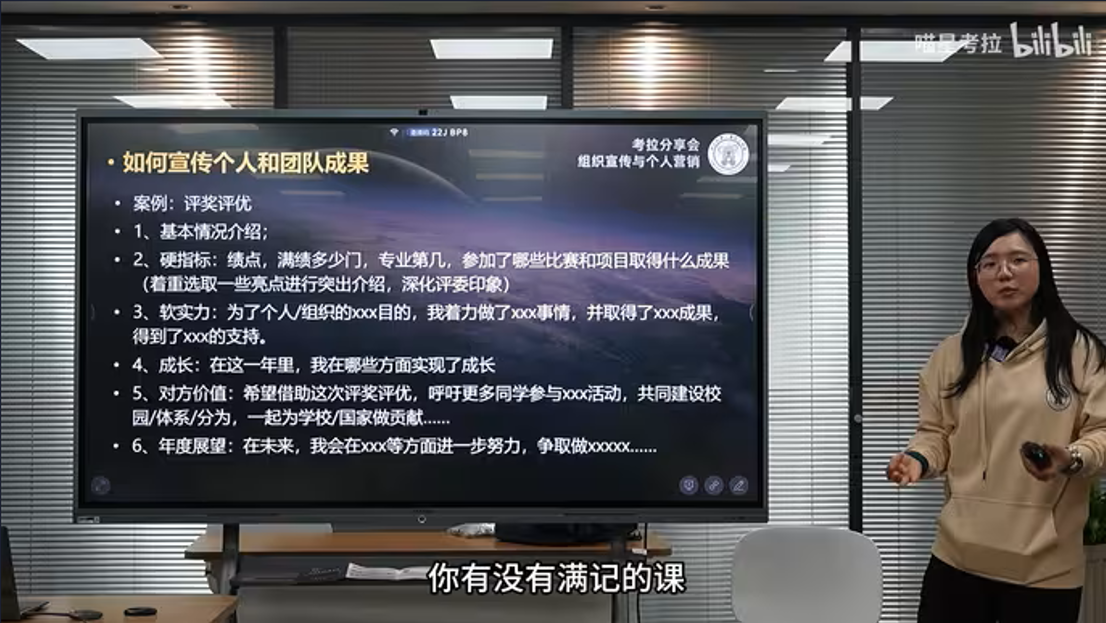 喵星考拉 bilibili
22J BP8
考拉分享会
组织宣传与个人营销
• 如何宣传个人和团队成果
• 案例：评奖评优
• 1、基本情况介绍；
• 2、硬指标：绩点，满绩多少门，专业第几，参加了哪些比赛和项目取得什么成果
（着重选取一些亮点进行突出介绍，深化评委印象）
• 3、软实力：为了个人/组织的xxx目的，我着力做了xxx事情，并取得了xxx成果，
得到了xxx的支持。
• 4、成长：在这一年里，我在哪些方面实现了成长
• 5、对方价值：希望借助这次评奖评优，呼吁更多同学参与xxx活动，共同建设校
园/体系/分为，一起为学校/国家做贡献......
• 6、年度展望：在未来，我会在xxx等方面进一步努力，争取做xxxxx......
你有没有满记的课